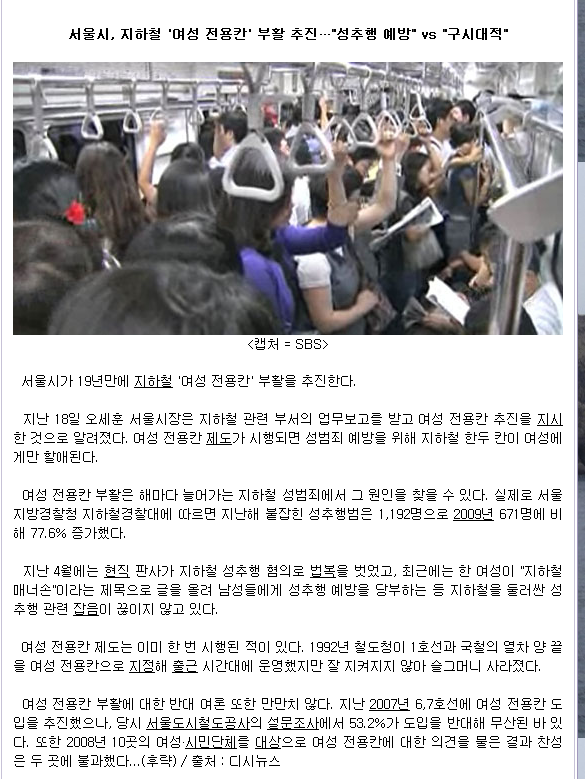 서울시, 지하철 '여성 전용칸' 부활 추진…"성추행 예방" vs "구시대적"
<캡처 = SBS>
서울시가 19년만에 지하철 '여성 전용칸' 부활을 추진한다.
지난 18일 오세훈 서울시장은 지하철 관련 부서의 업무보고를 받고 여성 전용칸 추진을 지시
한 것으로 알려졌다. 여성 전용칸 제도가 시행되면 성범죄 예방을 위해 지하철 한두 칸이 여성에
게만 할애된다.
여성 전용칸 부활은 해마다 늘어가는 지하철 성범죄에서 그 원인을 찾을 수 있다. 실제로 서울
지방경찰청 지하철경찰대에 따르면 지난해 붙잡힌 성추행범은 1,192명으로 2009년 671명에 비
해 77.6% 증가했다.
지난 4월에는 현직 판사가 지하철 성추행 혐의로 법복을 벗었고, 최근에는 한 여성이 "지하철
매너손"이라는 제목으로 글을 올려 남성들에게 성추행 예방을 당부하는 등 지하철을 둘러싼 성
추행 관련 잡음이 끊이지 않고 있다.
여성 전용칸 제도는 이미 한 번 시행된 적이 있다. 1992년 철도청이 1호선과 국철의 열차 양 끝
을 여성 전용칸으로 지정해 출근 시간대에 운영했지만 잘 지켜지지 않아 슬그머니 사라졌다.
여성 전용칸 부활에 대한 반대 여론 또한 만만치 않다. 지난 2007년 6,7호선에 여성 전용칸 도
입을 추진했으나, 당시 서울도시철도공사의 설문조사에서 53.2%가 도입을 반대해 무산된 바 있
다. 또한 2008년 10곳의 여성·시민단체를 대상으로 여성 전용칸에 대한 의견을 물은 결과 찬성
은 두 곳에 불과했다...(후략) / 출처 : 디시뉴스